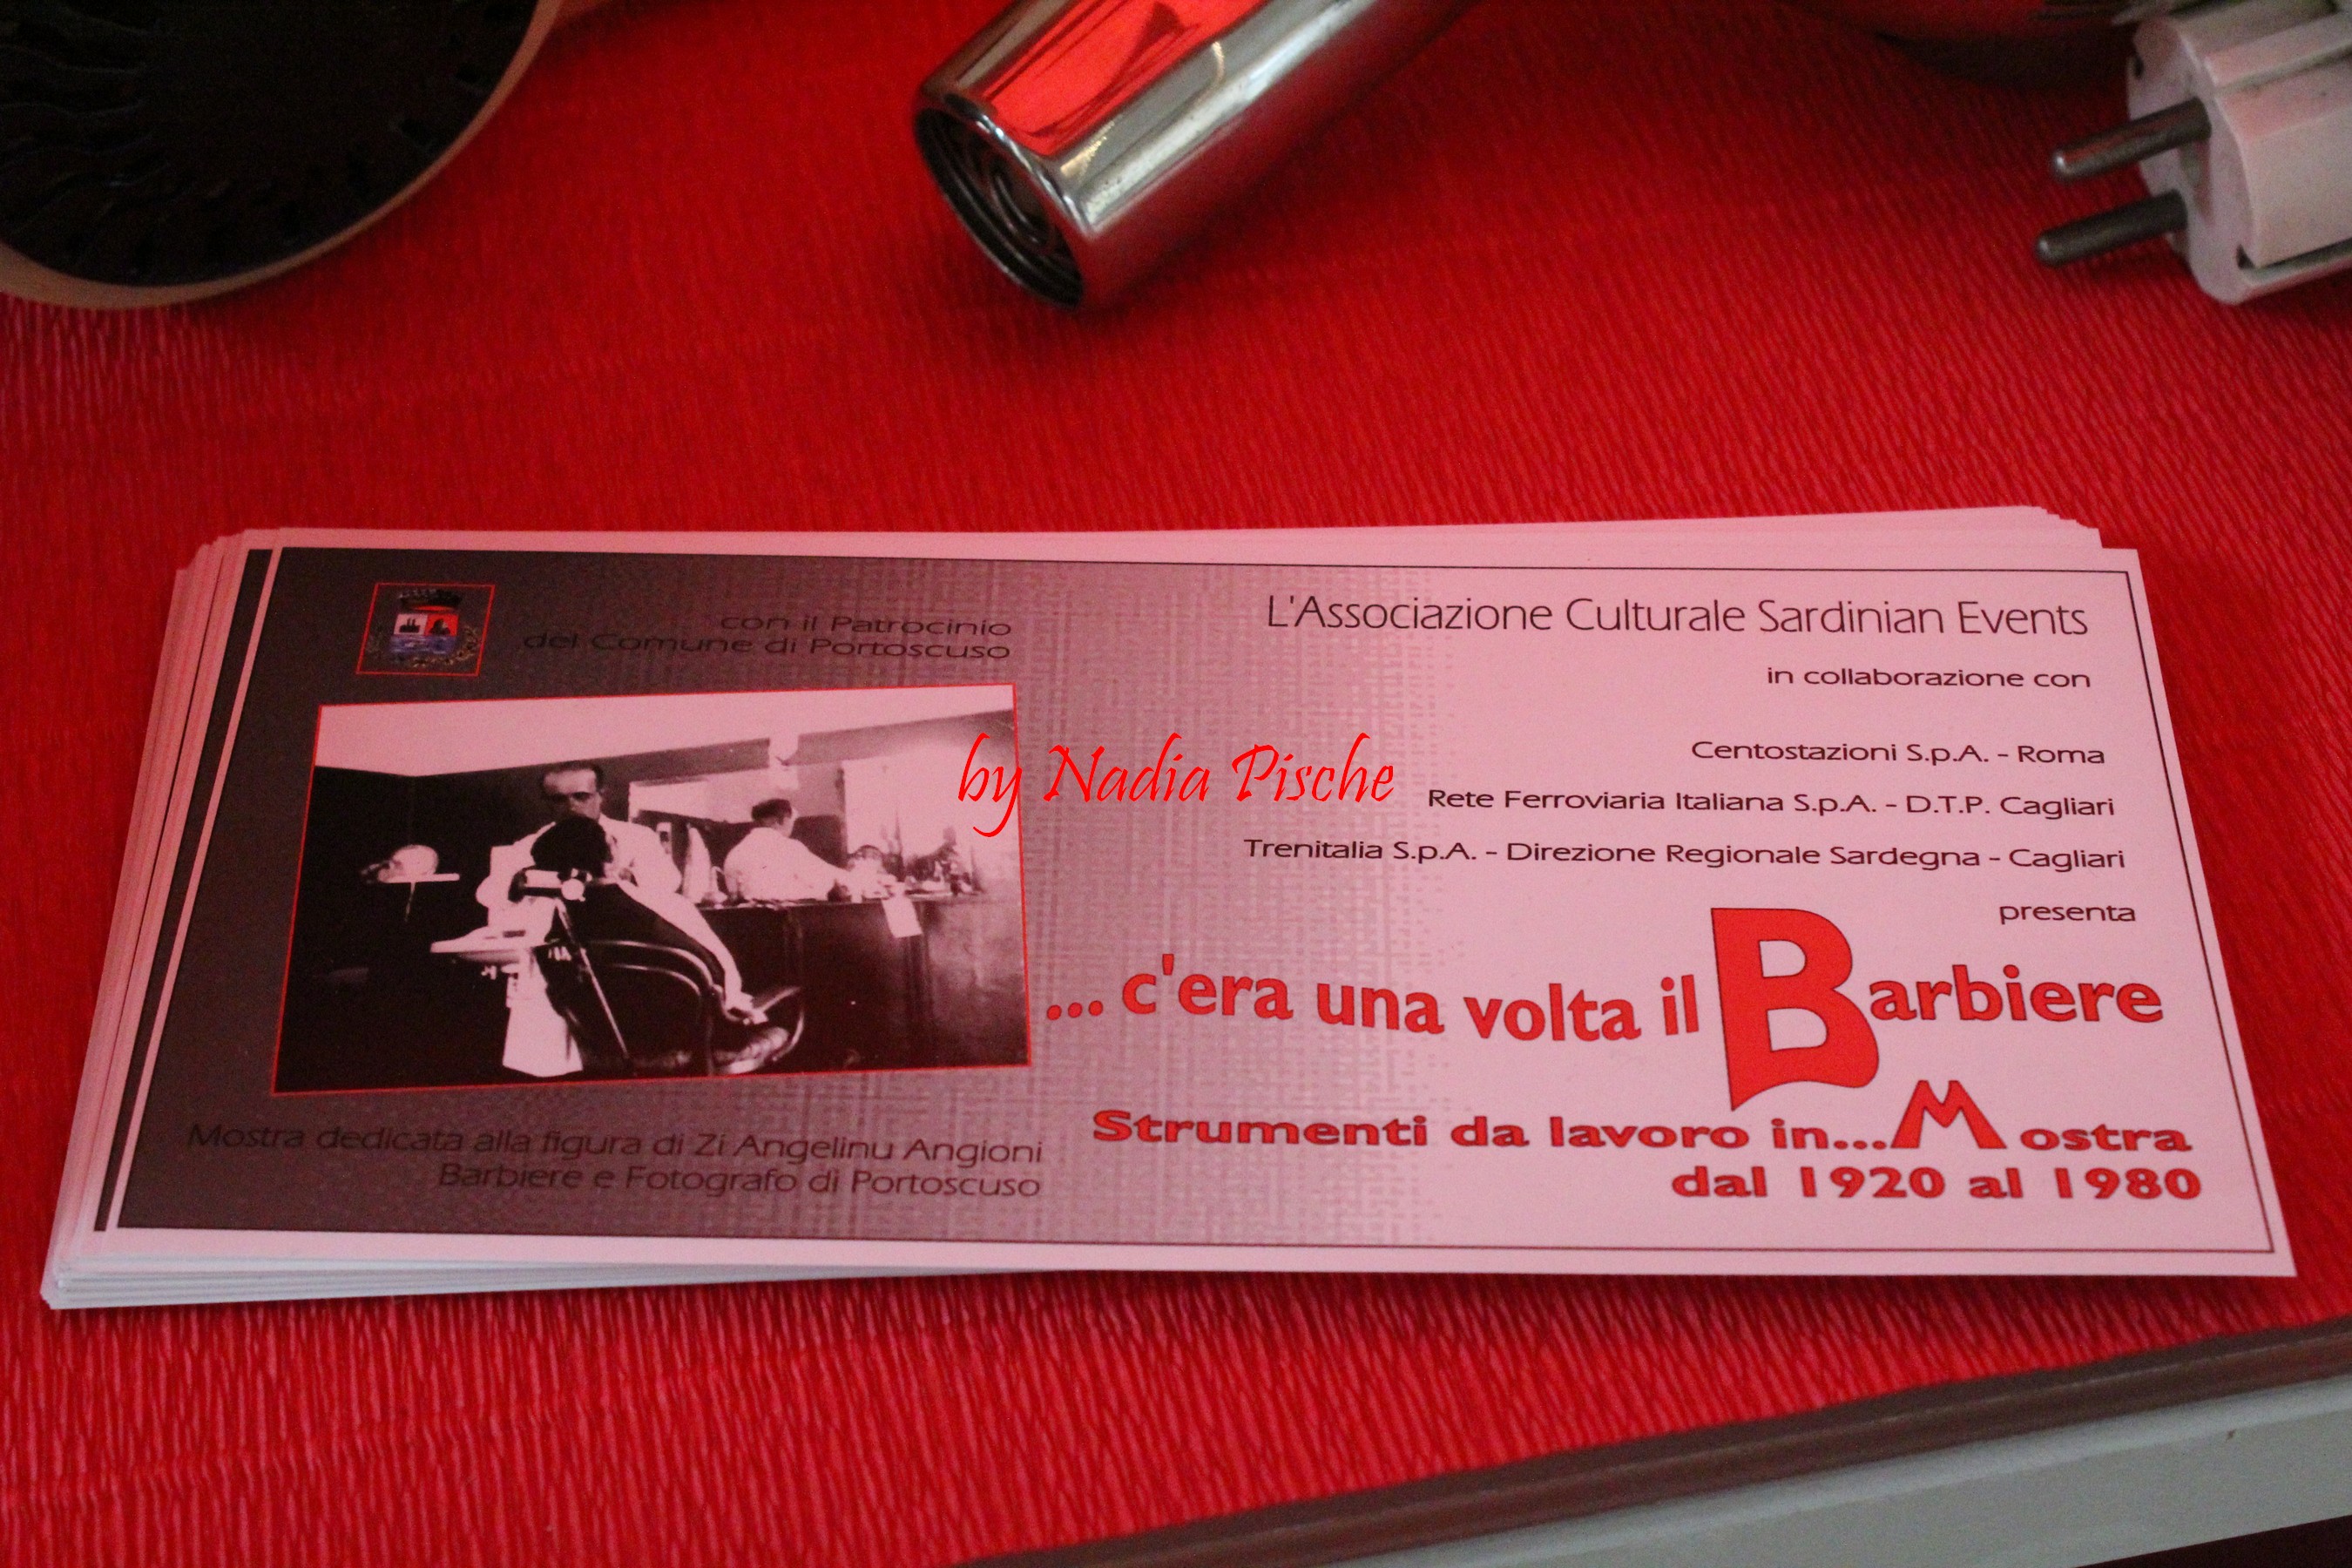 con il Patrocinio
del Comune di Portoscuso
L'Associazione Culturale Sardinian Events
in collaborazione con
Centostazioni S.p.A. - Roma
Rete Ferroviaria Italiana S.p.A. - D.T.P. Cagliari
Trenitalia S.p.A. - Direzione Regionale Sardegna - Cagliari
presenta
... c'era una volta il Barbiere
Strumenti da lavoro in...Mostra
dal 1920 al 1980
Mostra dedicata alla figura di Zi Angelinu Angioni
Barbiere e Fotografo di Portoscuso
by Nadia Pische